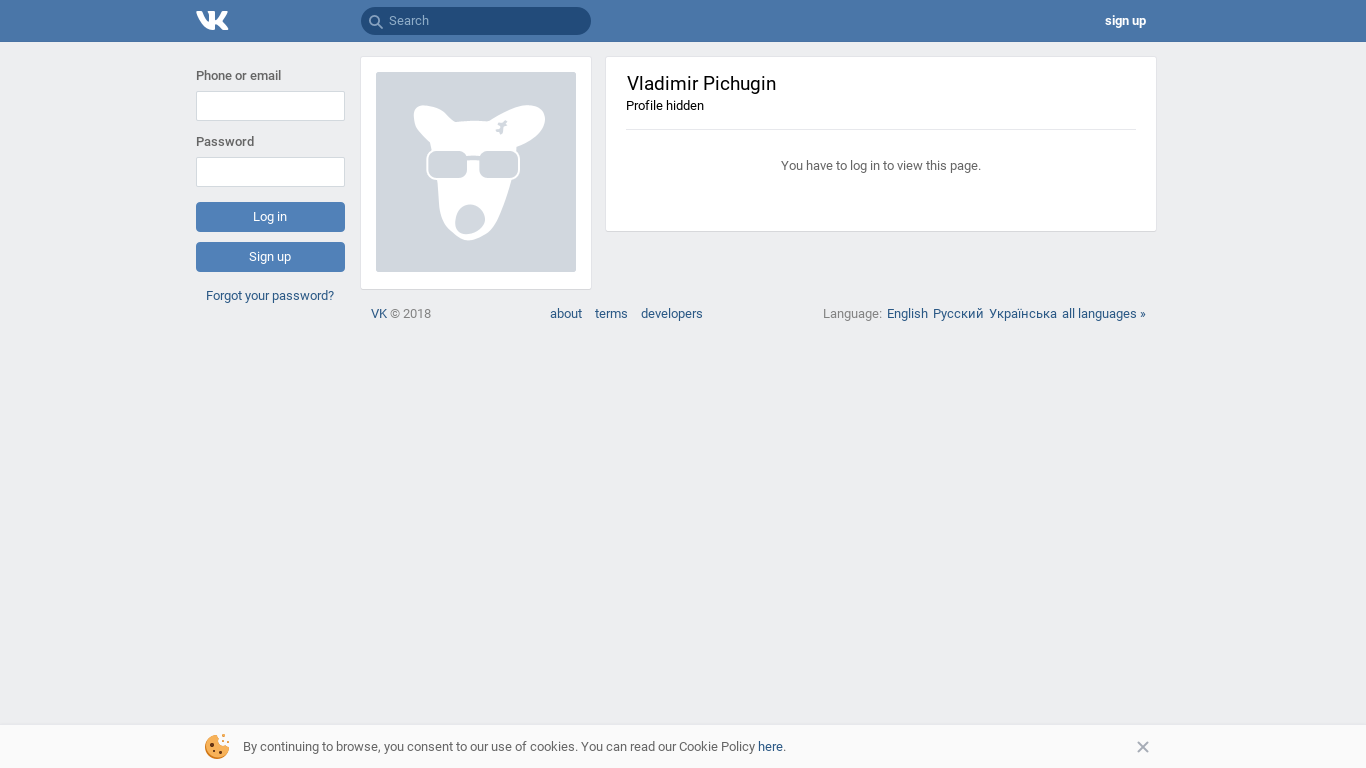 Search
sign up
Phone or email
Password
Log in
Sign up
Forgot your password?
Vladimir Pichugin
Profile hidden
You have to log in to view this page.
VK © 2018
about terms developers
Language: English Русский Українська all languages »
By continuing to browse, you consent to our use of cookies. You can read our Cookie Policy here.